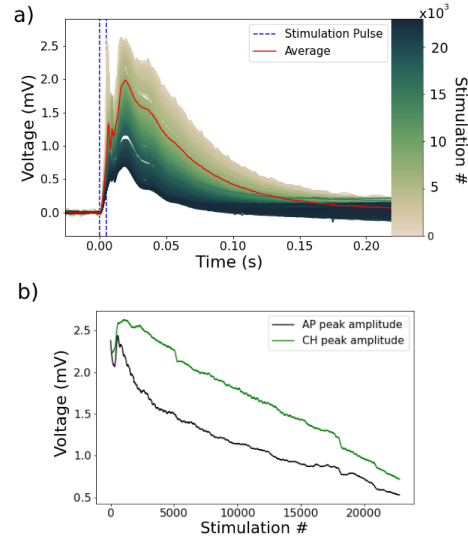 a)
×10³
Stimulation Pulse
Average
Voltage (mV)
2.5
2.0
1.5
1.0
0.5
0.0
0.00
0.05
0.10
0.15
0.20
Time (s)
20
15
10
5
0
Stimulation #
b)
AP peak amplitude
CH peak amplitude
Voltage (mV)
2.5
2.0
1.5
1.0
0.5
0
5000
10000
15000
20000
Stimulation #